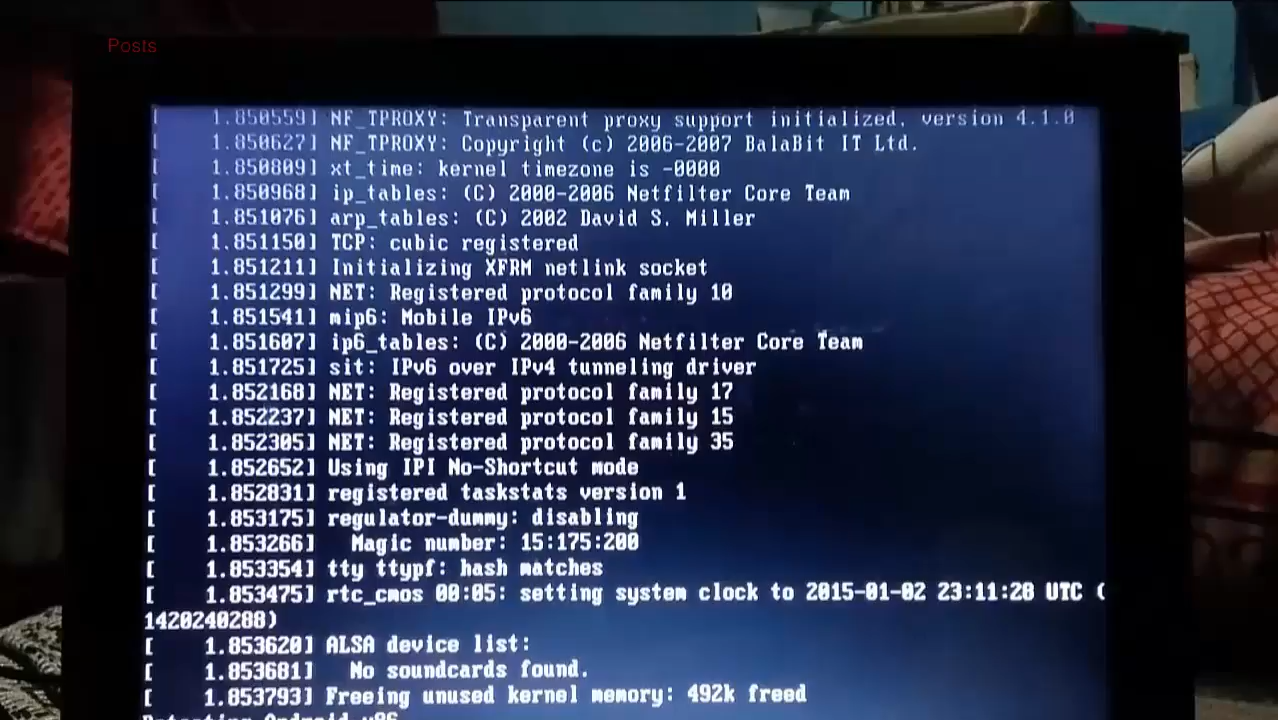 Posts
[ 1.850559] NF_TPROXY: Transparent proxy support initialized, version 4.1.0
[ 1.850627] NF_TPROXY: Copyright (c) 2006-2007 BalaBit IT Ltd.
[ 1.850809] xt_time: kernel timezone is -0000
[ 1.850968] ip_tables: (C) 2000-2006 Netfilter Core Team
[ 1.851076] arp_tables: (C) 2002 David S. Miller
[ 1.851150] TCP: cubic registered
[ 1.851211] Initializing XFRM netlink socket
[ 1.851299] NET: Registered protocol family 10
[ 1.851541] mip6: Mobile IPv6
[ 1.851607] ip6_tables: (C) 2000-2006 Netfilter Core Team
[ 1.851725] sit: IPv6 over IPv4 tunneling driver
[ 1.852168] NET: Registered protocol family 17
[ 1.852237] NET: Registered protocol family 15
[ 1.852305] NET: Registered protocol family 35
[ 1.852652] Using IPI No-Shortcut mode
[ 1.852831] registered taskstats version 1
[ 1.853175] regulator-dummy: disabling
[ 1.853266] Magic number: 15:175:200
[ 1.853354] tty ttypf: hash matches
[ 1.853475] rtc_cmos 00:05: setting system clock to 2015-01-02 23:11:28 UTC (
1420240288)
[ 1.853620] ALSA device list:
[ 1.853681] No soundcards found.
[ 1.853793] Freeing unused kernel memory: 492k freed
Detecting Android-x86